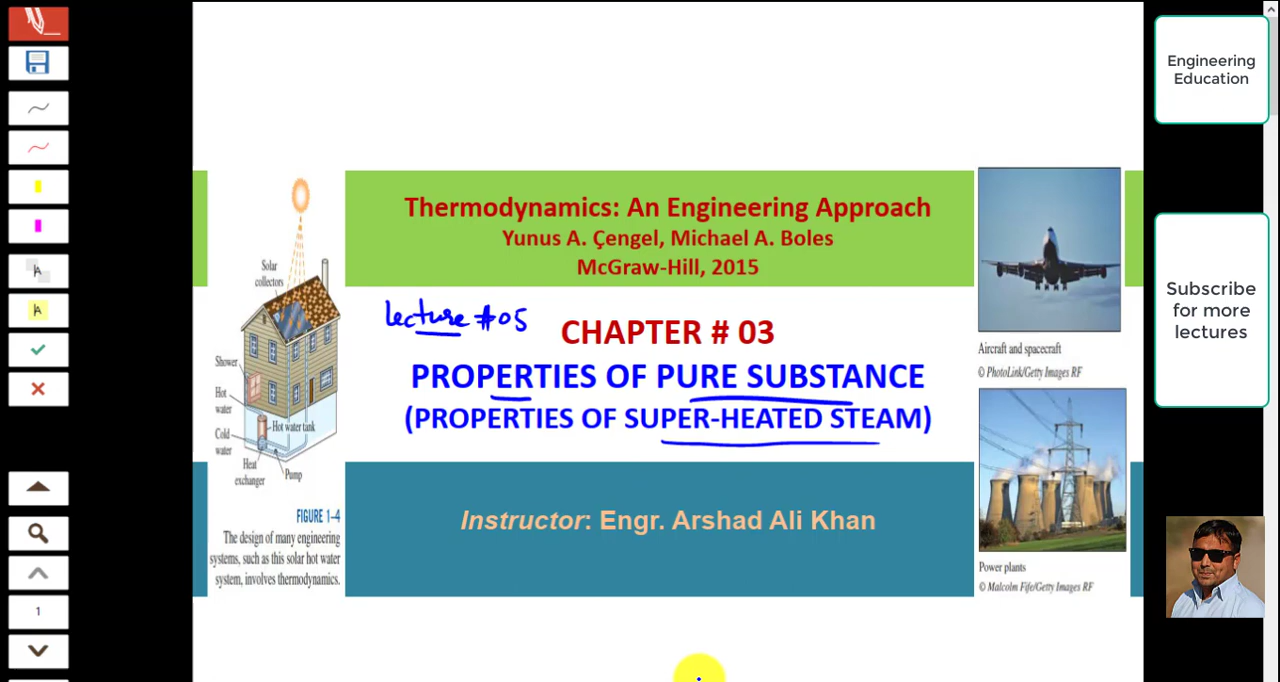 Engineering
Education
Thermodynamics: An Engineering Approach
Yunus A. Çengel, Michael A. Boles
McGraw-Hill, 2015
Solar
collectors
Shower
Hot
water
Cold
water
Hot water tank
Heat
exchanger
Pump
FIGURE 1–4
The design of many engineering
systems, such as this solar hot water
system, involves thermodynamics.
lecture #05
CHAPTER # 03
PROPERTIES OF PURE SUBSTANCE
(PROPERTIES OF SUPER-HEATED STEAM)
Instructor: Engr. Arshad Ali Khan
Aircraft and spacecraft
© PhotoLink/Getty Images RF
Power plants
© Malcolm Fife/Getty Images RF
Subscribe
for more
lectures
1